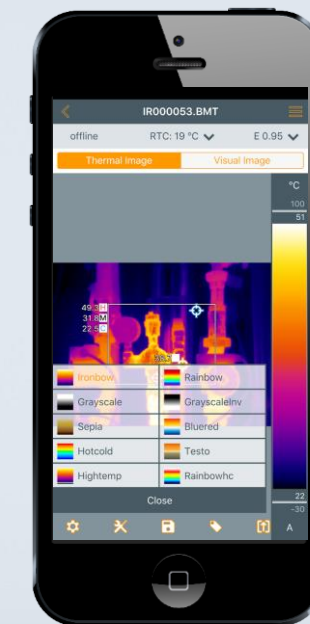 IR000053.BMT
offline RTC: 19 °C E 0.95
Thermal Image Visual Image
°C
100
51
49.3 H
31.8 M
22.5 C
Ironbow Rainbow
Grayscale GrayscaleInv
Sepia Bluered
Hotcold Testo
Hightemp Rainbowhc
Close
22
-30
A